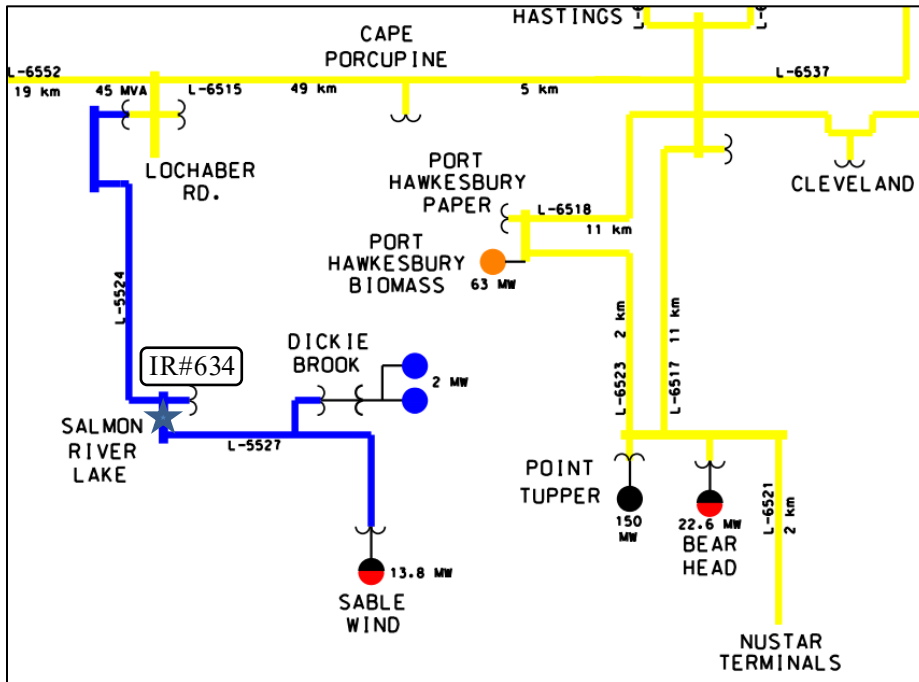 HASTINGS
CAPE
PORCUPINE
L-6552
L-6537
19 km
45 MVA
L-6515
49 km
5 km
LOCHABER
RD.
PORT
HAWKESBURY
PAPER
CLEVELAND
L-6518
11 km
PORT
HAWKESBURY
BIOMASS
63 MW
L-5524
2 km
11 km
L-6523
L-6517
IR#634
DICKIE
BROOK
2 MW
SALMON
RIVER
LAKE
L-5527
POINT
TUPPER
150
MW
22.6 MW
BEAR
HEAD
L-6521
2 km
13.8 MW
SABLE
WIND
NUSTAR
TERMINALS